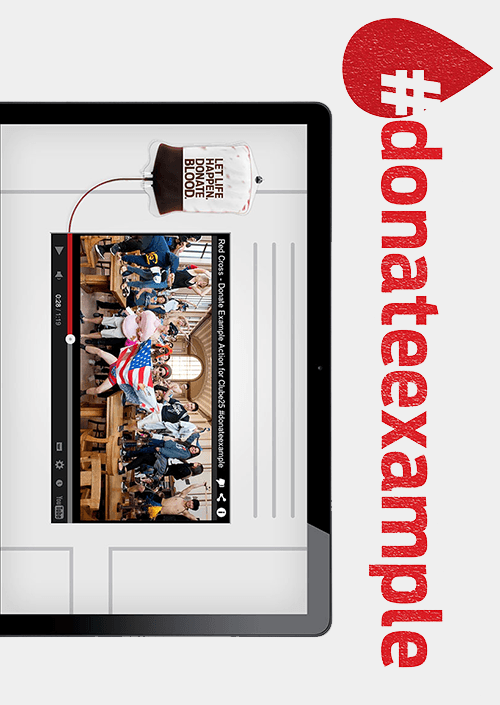 #donateexample
LET LIFE
HAPPEN.
DONATE
BLOOD.
Red Cross - Donate Example Action for Clube25 #donateexample
0:28 / 1:19
YouTube